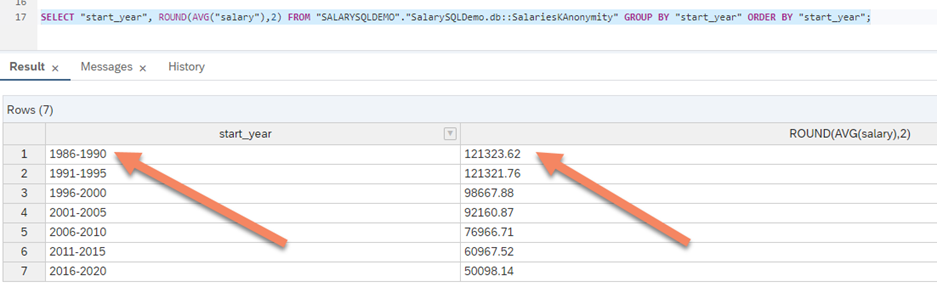 16
17 SELECT "start_year", ROUND(AVG("salary"),2) FROM "SALARYSQLDEMO"."SalarySQLDemo.db::SalariesKAnonymity" GROUP BY "start_year" ORDER BY "start_year";
Result × Messages × History
Rows (7)
start_year ROUND(AVG(salary),2)
1 1986-1990 121323.62
2 1991-1995 121321.76
3 1996-2000 98667.88
4 2001-2005 92160.87
5 2006-2010 76966.71
6 2011-2015 60967.52
7 2016-2020 50098.14